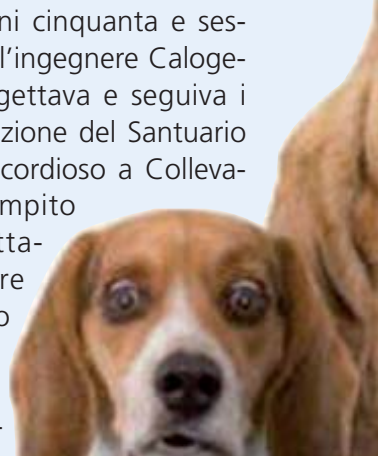 ni cinquanta e ses-
l'ingegnere Caloge-
gettava e seguiva i
zione del Santuario
cordioso a Colleva-
mpito
tta-
re
o
-